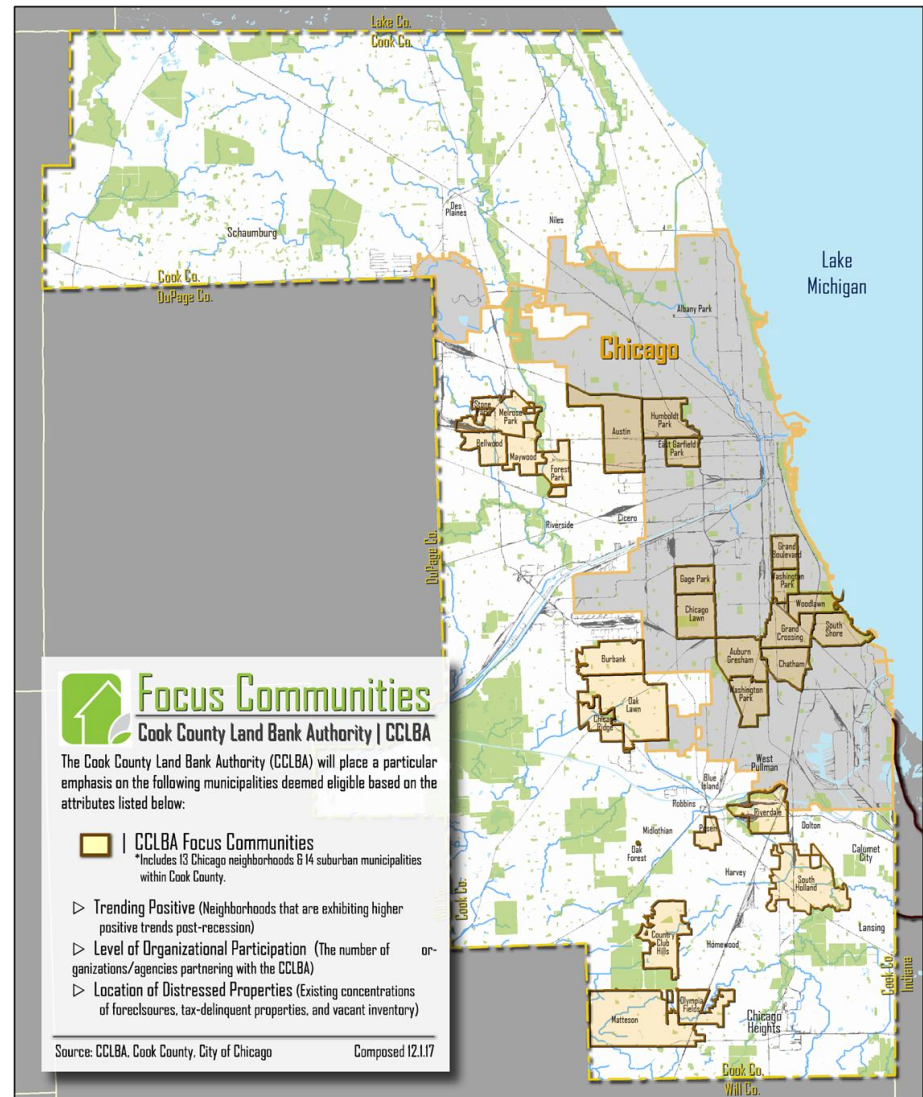 Lake Co.
Cook Co.
Des
Plaines
Niles
Schaumburg
Lake
Michigan
Cook Co.
DuPage Co.
Albany Park
Chicago
Stone
Park
Melrose
Park
Humboldt
Park
Austin
Bellwood
East Garfield
Park
Maywood
Forest
Park
Riverside
Cicero
DuPage Co.
Grand
Boulevard
Gage Park
Washington
Park
Woodlawn
Chicago
Lawn
Grand
Crossing
South
Shore
Burbank
Auburn
Gresham
Chatham
Washington
Park
Oak
Lawn
Chicago
Ridge
West
Pullman
Blue
Island
Robbins
Riverdale
Midlothian
Posen
Dolton
Oak
Forest
Calumet
City
Harvey
South
Holland
Cook Co.
Country
Club
Hills
Homewood
Lansing
Cook Co.
Indiana
Matteson
Olympia
Fields
Chicago
Heights
Cook Co.
Will Co.
Focus Communities
Cook County Land Bank Authority | CCLBA
The Cook County Land Bank Authority (CCLBA) will place a particular
emphasis on the following municipalities deemed eligible based on the
attributes listed below:
| CCLBA Focus Communities
*Includes 13 Chicago neighborhoods & 14 suburban municipalities
within Cook County.
▷ Trending Positive (Neighborhoods that are exhibiting higher
positive trends post-recession)
▷ Level of Organizational Participation (The number of or-
ganizations/agencies partnering with the CCLBA)
▷ Location of Distressed Properties (Existing concentrations
of foreclsoures, tax-delinquent properties, and vacant inventory)
Source: CCLBA, Cook County, City of Chicago Composed 12.1.17